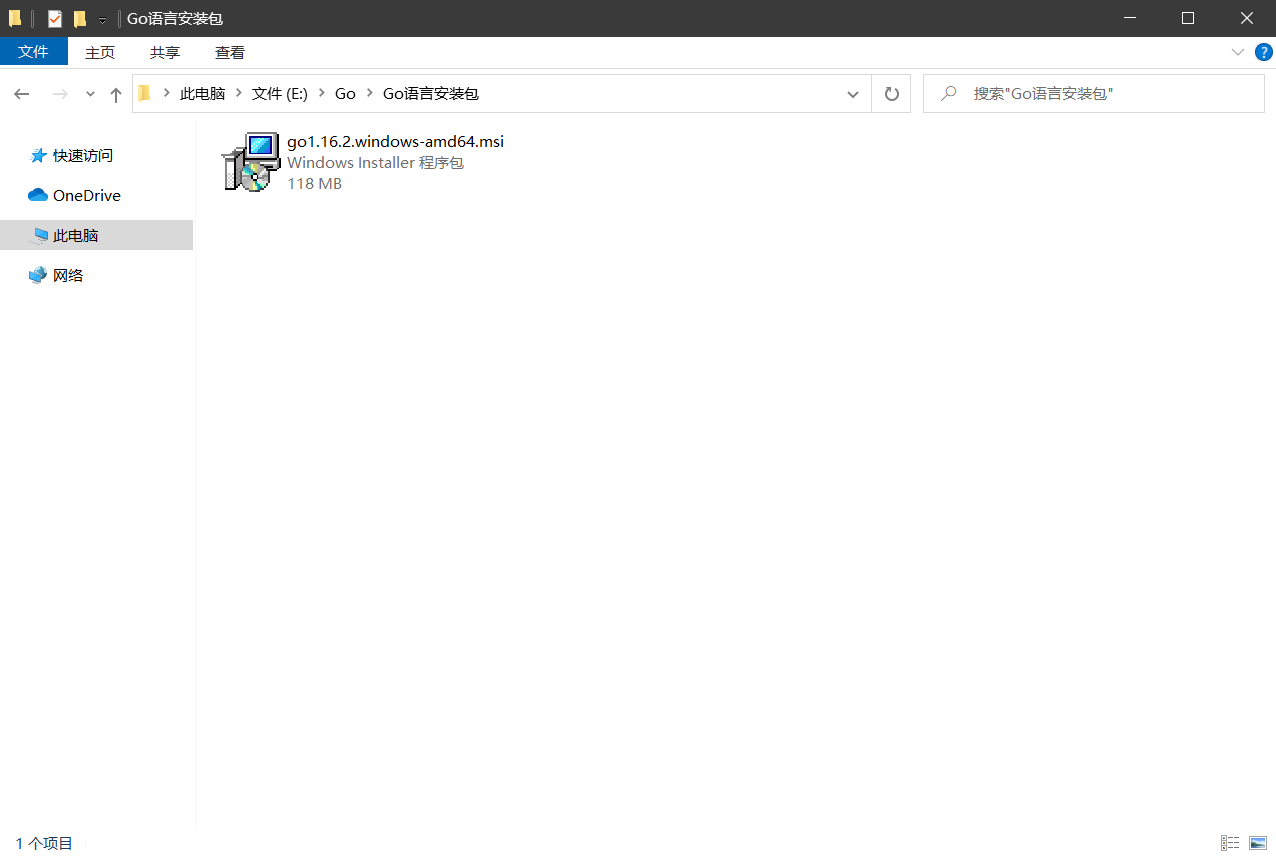 Go语言安装包
文件 主页 共享 查看
此电脑 文件 (E:) Go Go语言安装包 搜索"Go语言安装包"
快速访问
OneDrive
此电脑
网络
go1.16.2.windows-amd64.msi
Windows Installer 程序包
118 MB
1 个项目